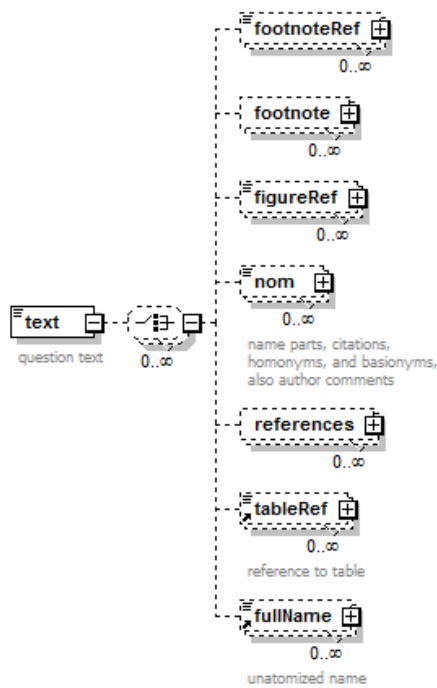 footnoteRef
0..∞
footnote
0..∞
figureRef
0..∞
nom
0..∞
name parts, citations,
homonyms, and basionyms,
also author comments
text
question text
0..∞
references
0..∞
tableRef
0..∞
reference to table
fullName
0..∞
unatomized name